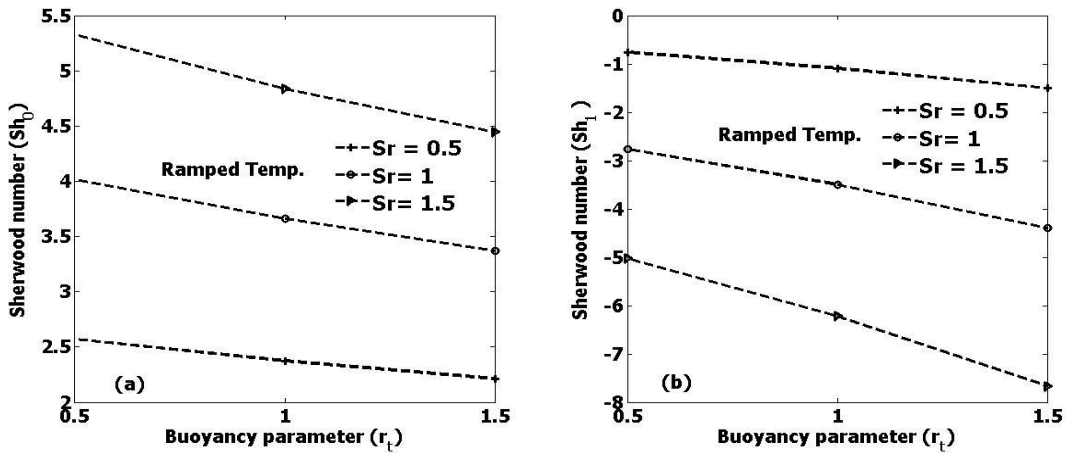 5.5
5
4.5
4
3.5
3
2.5
2
Sherwood number (Sh0)
Ramped Temp.
Sr = 0.5
Sr= 1
Sr= 1.5
(a)
0.5
1
1.5
Buoyancy parameter (rt)
0
-1
-2
-3
-4
-5
-6
-7
-8
Sherwood number (Sh1)
Ramped Temp.
Sr = 0.5
Sr= 1
Sr = 1.5
(b)
0.5
1
1.5
Buoyancy parameter (rt)